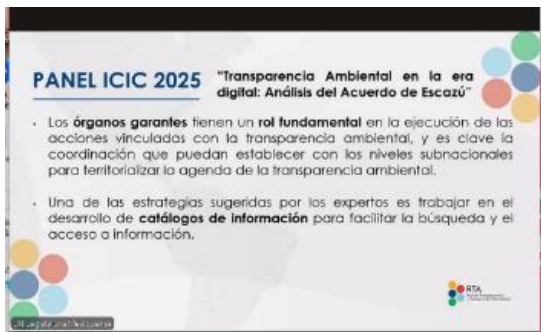 PANEL ICIC 2025
"Transparencia Ambiental en la era
digital: Análisis del Acuerdo de Escazú"
• Los órganos garantes tienen un rol fundamental en la ejecución de las
acciones vinculadas con la transparencia ambiental, y es clave la
coordinación que puedan establecer con los niveles subnacionales
para territorializar la agenda de la transparencia ambiental.
• Una de las estrategias sugeridas por los expertos es trabajar en el
desarrollo de catálogos de información para facilitar la búsqueda y el
acceso a información.
RTA